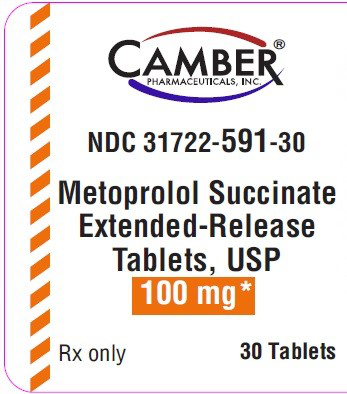 CAMBER®
PHARMACEUTICALS, INC.
NDC 31722-591-30
Metoprolol Succinate
Extended-Release
Tablets, USP
100 mg*
Rx only
30 Tablets